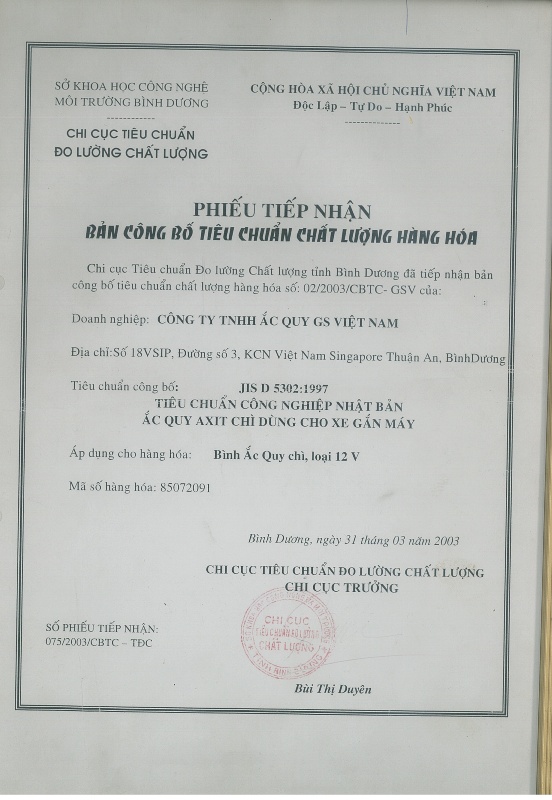 SỞ KHOA HỌC CÔNG NGHÊ
MÔI TRƯỜNG BÌNH DƯƠNG
------------
CHI CỤC TIÊU CHUẨN
ĐO LƯỜNG CHẤT LƯỢNG
CỘNG HÒA XÃ HỘI CHỦ NGHĨA VIỆT NAM
Độc Lập – Tự Do – Hạnh Phúc
--------------
PHIẾU TIẾP NHẬN
BẢN CÔNG BỐ TIÊU CHUẨN CHẤT LƯỢNG HÀNG HÓA
Chi cục Tiêu chuẩn Đo lường Chất lượng tỉnh Bình Dương đã tiếp nhận bản
công bố tiêu chuẩn chất lượng hàng hóa số: 02/2003/CBTC- GSV của:
Doanh nghiệp: CÔNG TY TNHH ẮC QUY GS VIỆT NAM
Địa chỉ:Số 18VSIP, Đường số 3, KCN Việt Nam Singapore Thuận An, BìnhDương
Tiêu chuẩn công bố: JIS D 5302:1997
TIÊU CHUẨN CÔNG NGHIỆP NHẬT BẢN
ẮC QUY AXIT CHÌ DÙNG CHO XE GẮN MÁY
Áp dụng cho hàng hóa: Bình Ắc Quy chì, loại 12 V
Mã số hàng hóa: 85072091
Bình Dương, ngày 31 tháng 03 năm 2003
CHI CỤC TIÊU CHUẨN ĐO LƯỜNG CHẤT LƯỢNG
CHI CỤC TRƯỞNG
SỐ PHIẾU TIẾP NHẬN:
075/2003/CBTC – TĐC
CHI CỤC
TIÊU CHUẨN ĐO LƯỜNG
CHẤT LƯỢNG
TỈNH BÌNH DƯƠNG
Bùi Thị Duyên